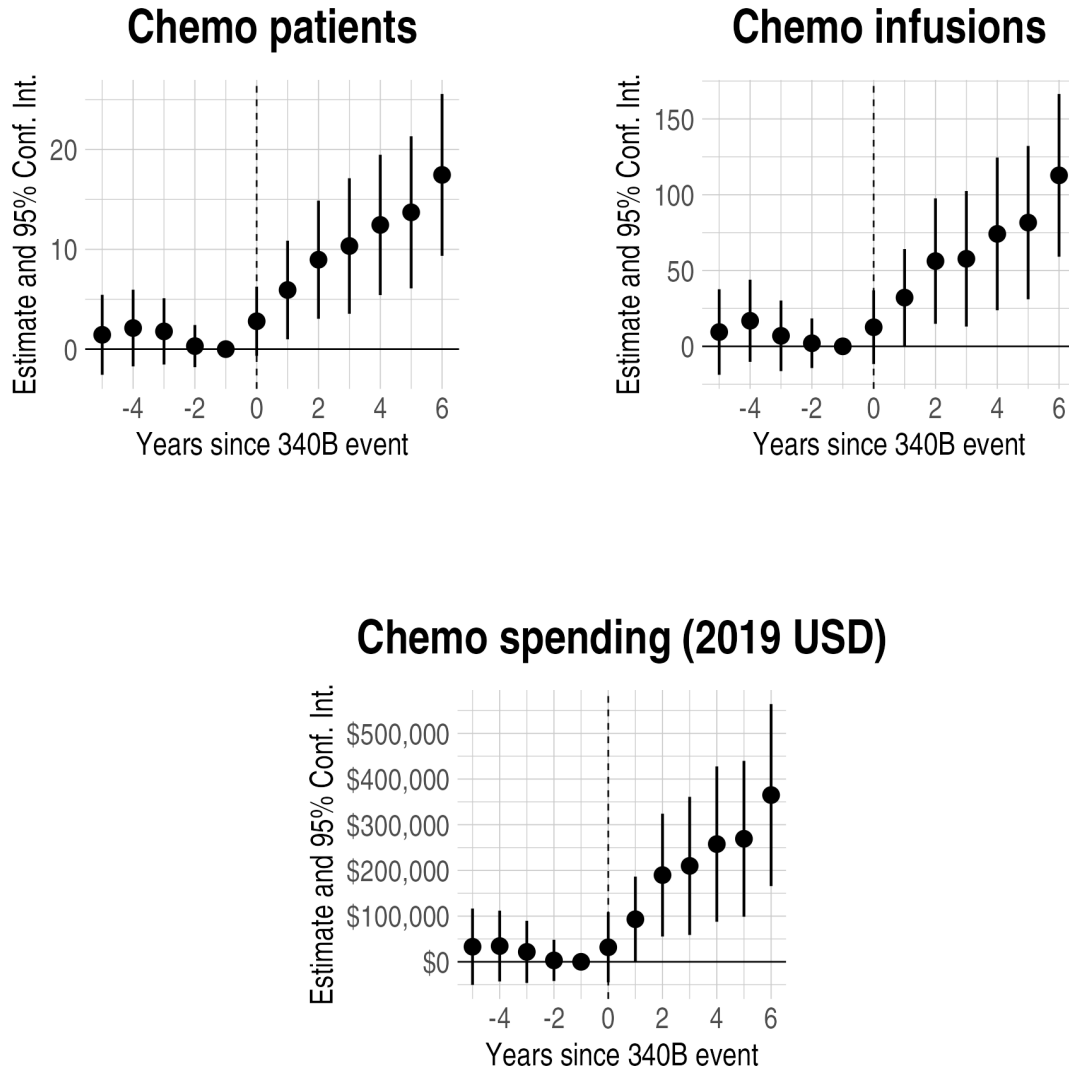 Chemo patients
Estimate and 95% Conf. Int.
20
10
0
-4 -2 0 2 4 6
Years since 340B event
Chemo infusions
Estimate and 95% Conf. Int.
150
100
50
0
-4 -2 0 2 4 6
Years since 340B event
Chemo spending (2019 USD)
Estimate and 95% Conf. Int.
$500,000
$400,000
$300,000
$200,000
$100,000
$0
-4 -2 0 2 4 6
Years since 340B event